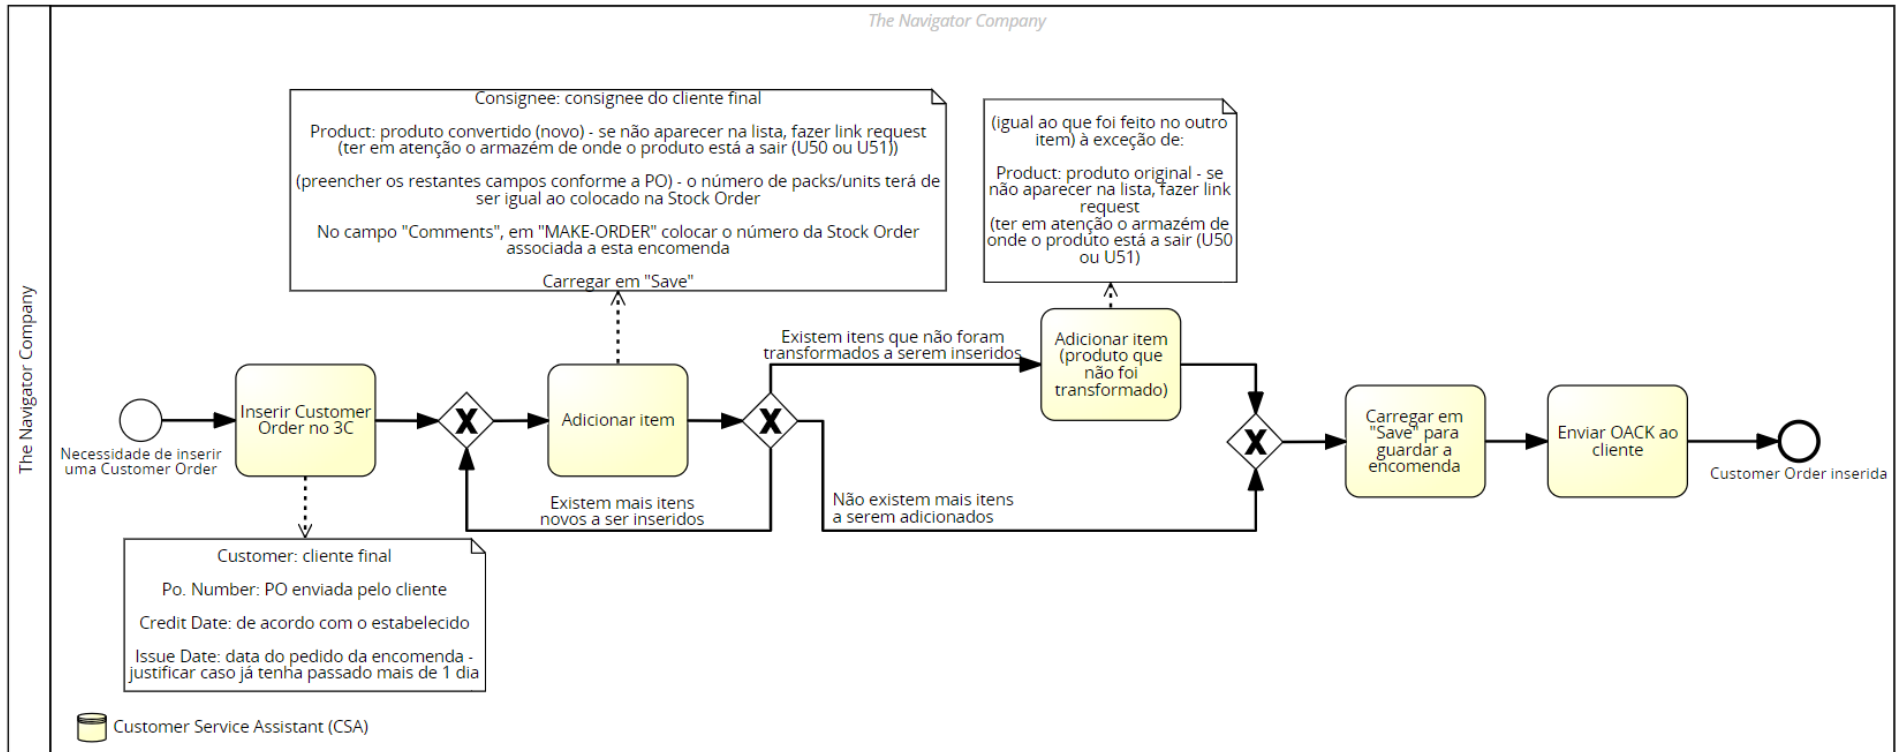 The Navigator Company
The Navigator Company
Consignee: consignee do cliente final
Product: produto convertido (novo) - se não aparecer na lista, fazer link request
(ter em atenção o armazém de onde o produto está a sair (U50 ou U51))
(preencher os restantes campos conforme a PO) - o número de packs/units terá de
ser igual ao colocado na Stock Order
No campo "Comments", em "MAKE-ORDER" colocar o número da Stock Order
associada a esta encomenda
Carregar em "Save"
(igual ao que foi feito no outro
item) à exceção de:
Product: produto original - se
não aparecer na lista, fazer link
request
(ter em atenção o armazém de
onde o produto está a sair (U50
ou U51)
Necessidade de inserir
uma Customer Order
Inserir Customer
Order no 3C
X
Adicionar item
X
Existem itens que não foram
transformados a serem inseridos
Adicionar item
(produto que
não foi
transformado)
Existem mais itens
novos a ser inseridos
Não existem mais itens
a serem adicionados
X
Carregar em
"Save" para
guardar a
encomenda
Enviar OACK ao
cliente
Customer Order inserida
Customer: cliente final
Po. Number: PO enviada pelo cliente
Credit Date: de acordo com o estabelecido
Issue Date: data do pedido da encomenda -
justificar caso já tenha passado mais de 1 dia
Customer Service Assistant (CSA)